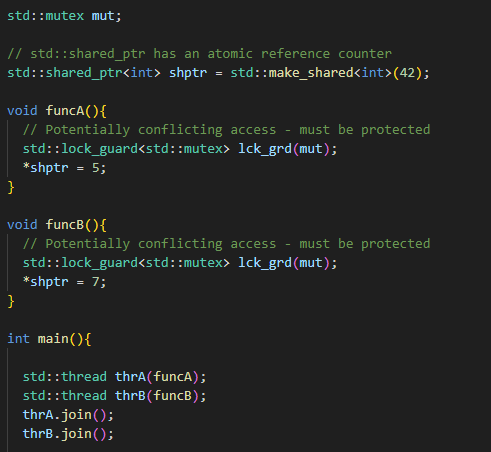 std::mutex mut;
// std::shared_ptr has an atomic reference counter
std::shared_ptr<int> shptr = std::make_shared<int>(42);
void funcA(){
// Potentially conflicting access - must be protected
std::lock_guard<std::mutex> lck_grd(mut);
*shptr = 5;
}
void funcB(){
// Potentially conflicting access - must be protected
std::lock_guard<std::mutex> lck_grd(mut);
*shptr = 7;
}
int main(){
std::thread thrA(funcA);
std::thread thrB(funcB);
thrA.join();
thrB.join();